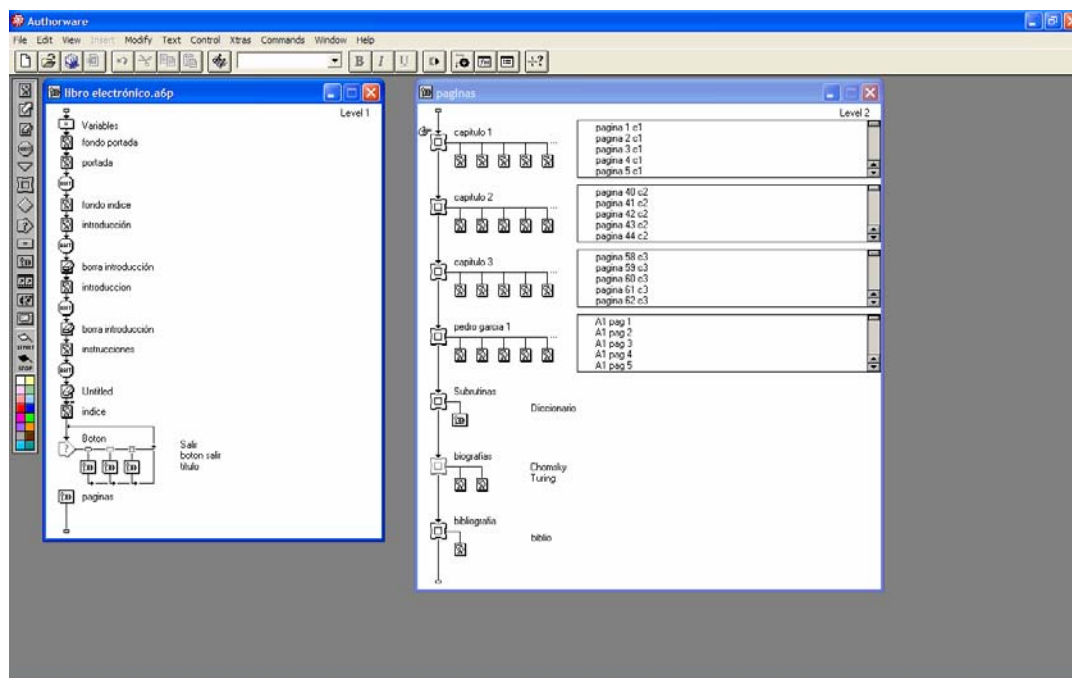 Authorware
File Edit View Insert Modify Text Control Xtras Commands Window Help
B I U
libro electrónico.a6p
Level 1
Variables
fondo portada
portada
WAIT
fondo indice
introducción
WAIT
borra introducción
introduccion
WAIT
borra introducción
instrucciones
WAIT
Untitled
indice
Boton
Salir
boton salir
titulo
paginas
START
STOP
paginas
Level 2
capitulo 1
pagina 1 c1
pagina 2 c1
pagina 3 c1
pagina 4 c1
pagina 5 c1
capitulo 2
pagina 40 c2
pagina 41 c2
pagina 42 c2
pagina 43 c2
pagina 44 c2
capitulo 3
pagina 58 c3
pagina 59 c3
pagina 60 c3
pagina 61 c3
pagina 62 c3
pedro garcia 1
A1 pag 1
A1 pag 2
A1 pag 3
A1 pag 4
A1 pag 5
Subrutinas
Diccionario
biografias
Chomsky
Turing
bibliografia
biblio